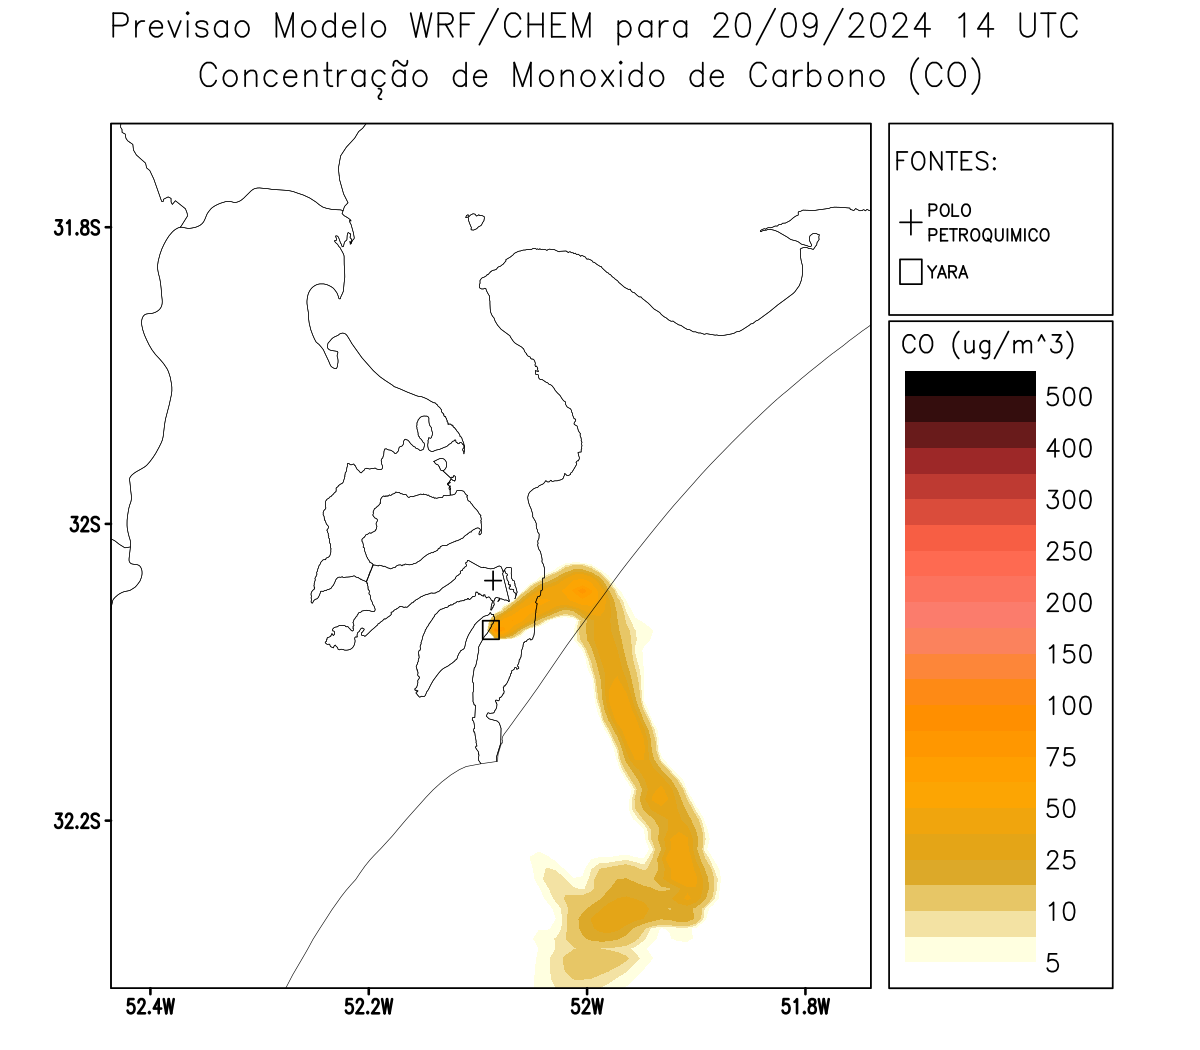 Previsao Modelo WRF/CHEM para 20/09/2024 14 UTC
Concentração de Monoxido de Carbono (CO)
FONTES:
POLO
PETROQUIMICO
YARA
CO (ug/m^3)
500
400
300
250
200
150
100
75
50
25
10
5
31.8S
32S
32.2S
52.4W
52.2W
52W
51.8W